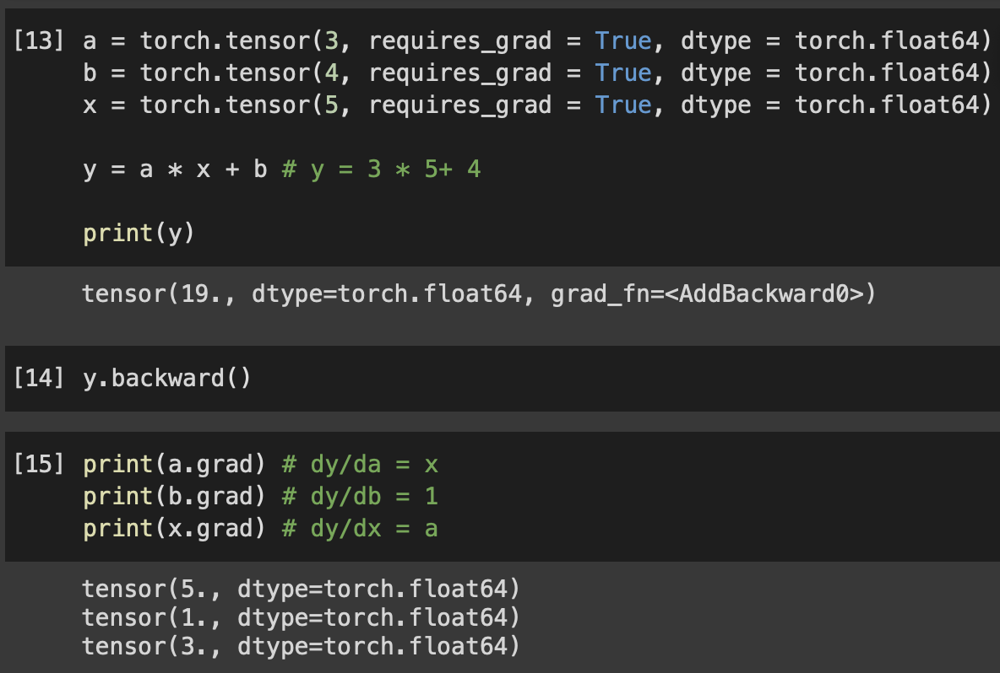 [13] a = torch.tensor(3, requires_grad = True, dtype = torch.float64)
b = torch.tensor(4, requires_grad = True, dtype = torch.float64)
x = torch.tensor(5, requires_grad = True, dtype = torch.float64)
y = a * x + b # y = 3 * 5+ 4
print(y)
tensor(19., dtype=torch.float64, grad_fn=<AddBackward0>)
[14] y.backward()
[15] print(a.grad) # dy/da = x
print(b.grad) # dy/db = 1
print(x.grad) # dy/dx = a
tensor(5., dtype=torch.float64)
tensor(1., dtype=torch.float64)
tensor(3., dtype=torch.float64)